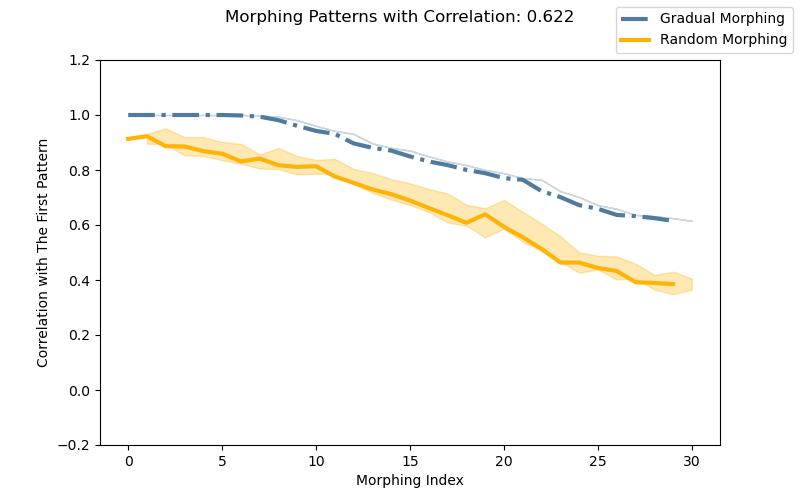 Morphing Patterns with Correlation: 0.622
Gradual Morphing
Random Morphing
1.2
1.0
0.8
0.6
0.4
0.2
0.0
−0.2
Correlation with The First Pattern
0 5 10 15 20 25 30
Morphing Index